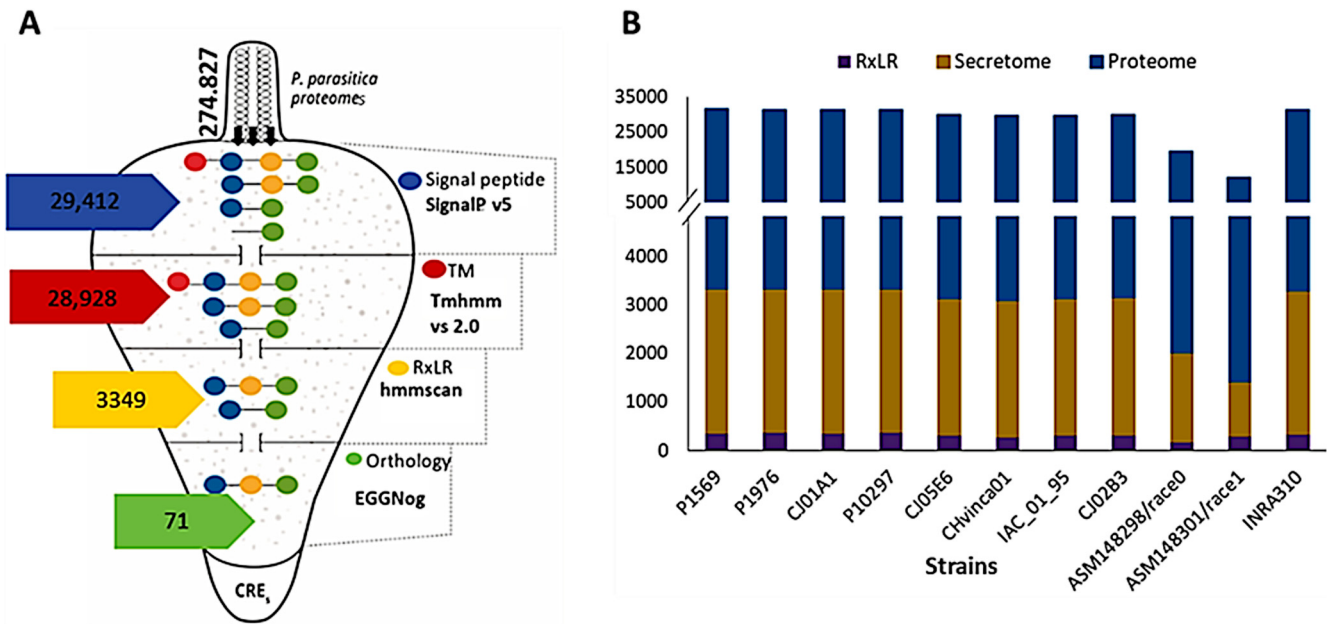 A
274.827
P. parasitica
proteomes
29,412
Signal peptide
SignalP v5
28,928
TM
Tmhmm
vs 2.0
3349
RxLR
hmmscan
71
Orthology
EGGNog
CREs
B
RxLR Secretome Proteome
35000
25000
15000
5000
4000
3000
2000
1000
0
P1569
P1976
CJ01A1
P10297
CJ05E6
CHvinca01
IAC_01_95
CJ02B3
ASM148298/race0
ASM148301/race1
INRA310
Strains